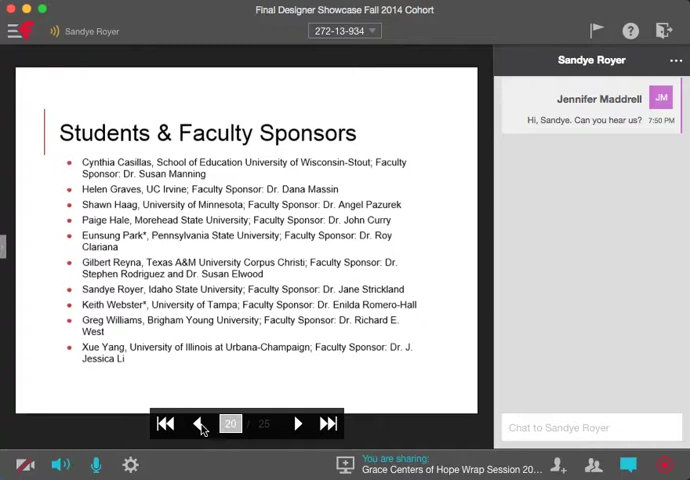 Final Designer Showcase Fall 2014 Cohort
Sandye Royer
272-13-934
Sandye Royer
Jennifer Maddrell
JM
Hi, Sandye. Can you hear us?
7:50 PM
Students & Faculty Sponsors
Cynthia Casillas, School of Education University of Wisconsin-Stout; Faculty
Sponsor: Dr. Susan Manning
Helen Graves, UC Irvine; Faculty Sponsor: Dr. Dana Massin
Shawn Haag, University of Minnesota; Faculty Sponsor: Dr. Angel Pazurek
Paige Hale, Morehead State University; Faculty Sponsor: Dr. John Curry
Eunsung Park*, Pennsylvania State University; Faculty Sponsor: Dr. Roy
Clariana
Gilbert Reyna, Texas A&M University Corpus Christi; Faculty Sponsor: Dr.
Stephen Rodriguez and Dr. Susan Elwood
Sandye Royer, Idaho State University; Faculty Sponsor: Dr. Jane Strickland
Keith Webster*, University of Tampa; Faculty Sponsor: Dr. Enilda Romero-Hall
Greg Williams, Brigham Young University; Faculty Sponsor: Dr. Richard E.
West
Xue Yang, University of Illinois at Urbana-Champaign; Faculty Sponsor: Dr. J.
Jessica Li
20 / 25
Chat to Sandye Royer
You are sharing:
Grace Centers of Hope Wrap Session 20...